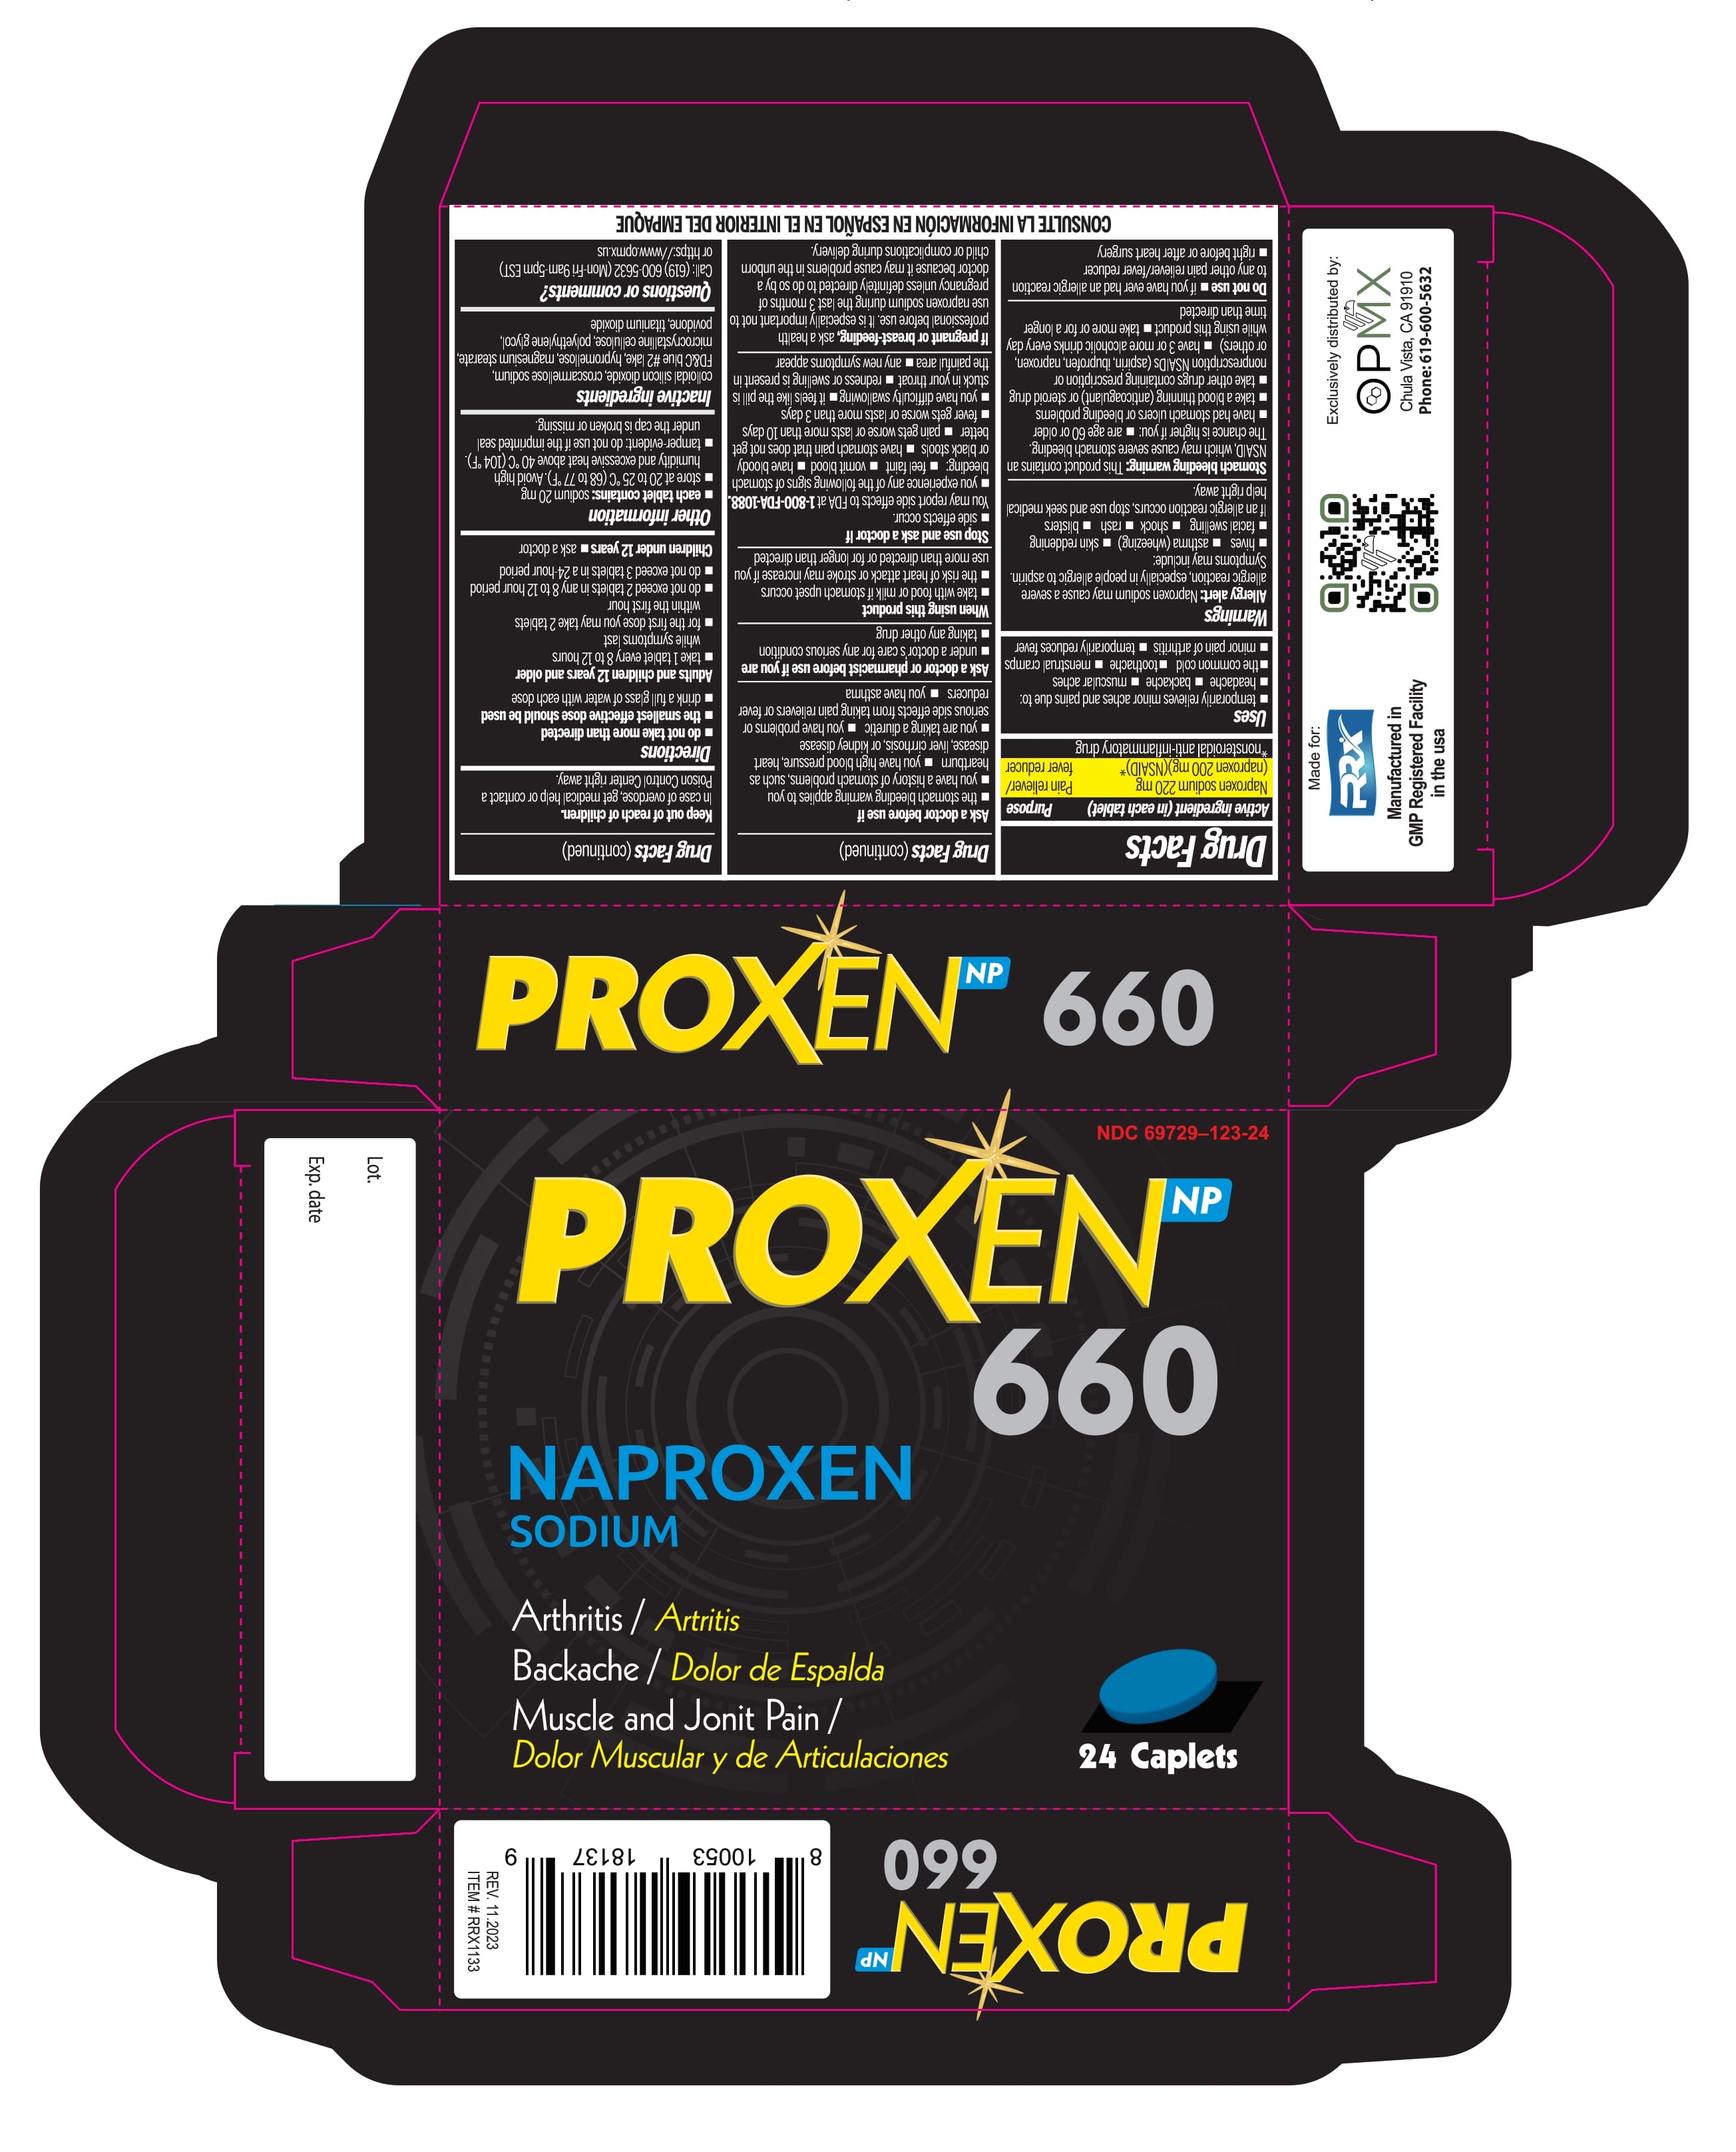 Drug Facts
Active ingredient (in each tablet) Purpose
Naproxen sodium 220 mg Pain reliever/
(naproxen 200 mg)(NSAID)* fever reducer
*nonsteroidal anti-inflammatory drug
Uses
■ temporarily relieves minor aches and pains due to:
■ headache ■ backache ■ muscular aches
■ the common cold ■ toothache ■ menstrual cramps
■ minor pain of arthritis ■ temporarily reduces fever
Warnings
Allergy alert: Naproxen sodium may cause a severe
allergic reaction, especially in people allergic to aspirin.
Symptoms may include:
■ hives ■ asthma (wheezing) ■ skin reddening
■ facial swelling ■ shock ■ rash ■ blisters
If an allergic reaction occurs, stop use and seek medical
help right away.
Stomach bleeding warning: This product contains an
NSAID, which may cause severe stomach bleeding.
The chance is higher if you: ■ are age 60 or older
■ have had stomach ulcers or bleeding problems
■ take a blood thinning (anticoagulant) or steroid drug
■ take other drugs containing prescription or
nonprescription NSAIDs (aspirin, ibuprofen, naproxen,
or others) ■ have 3 or more alcoholic drinks every day
while using this product ■ take more or for a longer
time than directed
Do not use ■ if you have ever had an allergic reaction
to any other pain reliever/fever reducer
■ right before or after heart surgery
Drug Facts (continued)
Ask a doctor before use if
■ the stomach bleeding warning applies to you
■ you have a history of stomach problems, such as
heartburn ■ you have high blood pressure, heart
disease, liver cirrhosis, or kidney disease
■ you are taking a diuretic ■ you have problems or
serious side effects from taking pain relievers or fever
reducers ■ you have asthma
Ask a doctor or pharmacist before use if you are
■ under a doctor's care for any serious condition
■ taking any other drug
When using this product
■ take with food or milk if stomach upset occurs
■ the risk of heart attack or stroke may increase if you
use more than directed or for longer than directed
Stop use and ask a doctor if
■ side effects occur.
You may report side effects to FDA at 1-800-FDA-1088.
■ you experience any of the following signs of stomach
bleeding: ■ feel faint ■ vomit blood ■ have bloody
or black stools ■ have stomach pain that does not get
better ■ pain gets worse or lasts more than 10 days
■ fever gets worse or lasts more than 3 days
■ you have difficulty swallowing ■ it feels like the pill is
stuck in your throat ■ redness or swelling is present in
the fainful area ■ any new symptoms appear
If pregnant or breast-feeding, ask a health
professional before use. It is especially important not to
use naproxen sodium during the last 3 months of
pregnancy unless definitely directed to do so by a
doctor because it may cause problems in the unborn
child or complications during delivery.
Drug Facts (continued)
Keep out of reach of children.
In case of overdose, get medical help or contact a
Poison Control Center right away.
Directions
■ do not take more than directed
■ the smallest effective dose should be used
■ drink a full glass of water with each dose
Adults and children 12 years and older
■ take 1 tablet every 8 to 12 hours
while symptoms last
■ for the first dose you may take 2 tablets
within the first hour
■ do not exceed 2 tablets in any 8 to 12 hour period
■ do not exceed 3 tablets in a 24-hour period
Children under 12 years ■ ask a doctor
Other information
■ each tablet contains: sodium 20 mg
■ store at 20 to 25 °C (68 to 77 °F). Avoid high
humidity and excessive heat above 40 °C (104 °F).
■ tamper-evident: do not use if the imprinted seal
under the cap is broken or missing.
Inactive ingredients
colloidal silicon dioxide, croscarmellose sodium,
FD&C blue #2 lake, hypromellose, magnesium stearate,
microcrystalline cellulose, polyethylene glycol,
povidone, titanium dioxide
Questions or comments?
Call: (619) 600-5632 (Mon-Fri 9am-5pm EST)
or https://www.opmx.us
CONSULTE LA INFORMACIÓN EN ESPAÑOL EN EL INTERIOR DEL EMPAQUE
Made for:
RRX
Manufactured in
GMP Registered Facility
in the usa
Exclusively distributed by:
OPMX
Chula Vista, CA 91910
Phone: 619-600-5632
PROXEN NP 660
NDC 69729–123-24
PROXEN NP
660
NAPROXEN
SODIUM
Arthritis / Artritis
Backache / Dolor de Espalda
Muscle and Jonit Pain /
Dolor Muscular y de Articulaciones
24 Caplets
Lot.
Exp. date
PROXEN NP
660
8 10053 18137 9
REV. 11.2023
ITEM # RRX1133